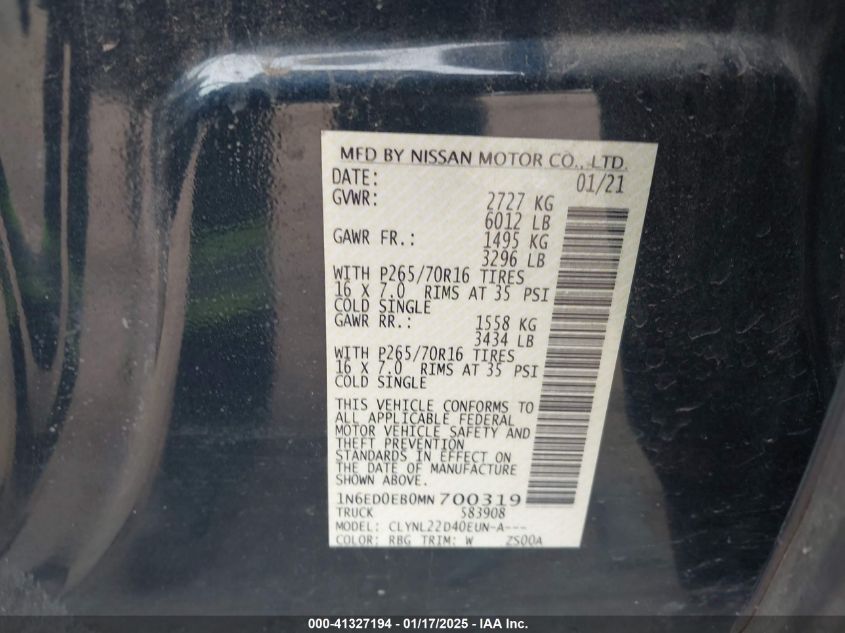 MFD BY NISSAN MOTOR CO., LTD.
DATE: 01/21
GVWR: 2727 KG
6012 LB
GAWR FR.: 1495 KG
3296 LB
WITH P265/70R16 TIRES
16 X 7.0 RIMS AT 35 PSI
COLD SINGLE
GAWR RR.: 1558 KG
3434 LB
WITH P265/70R16 TIRES
16 X 7.0 RIMS AT 35 PSI
COLD SINGLE
THIS VEHICLE CONFORMS TO
ALL APPLICABLE FEDERAL
MOTOR VEHICLE SAFETY AND
THEFT PREVENTION
STANDARDS IN EFFECT ON
THE DATE OF MANUFACTURE
SHOWN ABOVE.
1N6ED0EB0MN700319
TRUCK 583908
MODEL: CLYNL22D40EUN-A---
COLOR: RBG TRIM: W ZS00A
000-41327194 - 01/17/2025 - IAA Inc.